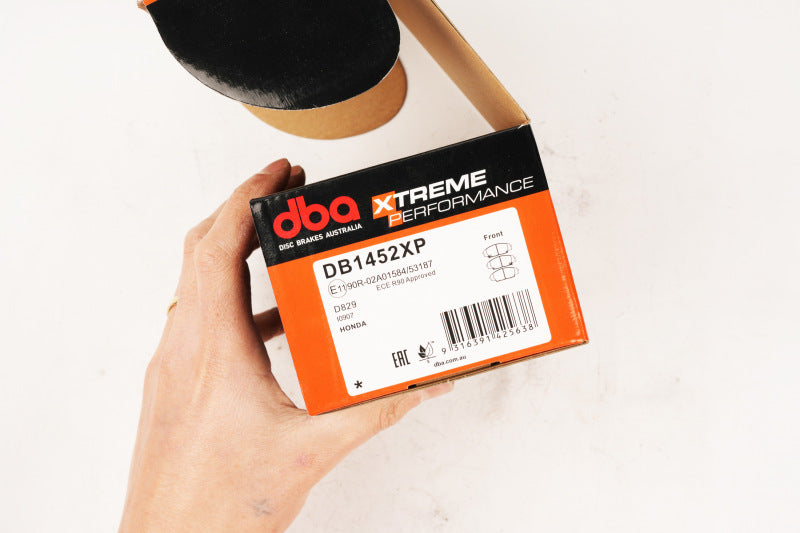 dba
DISC BRAKES AUSTRALIA
XTREME
PERFORMANCE
DB1452XP
Front
E11 90R-02A01584/53187
ECE R90 Approved
D829
I0907
HONDA
9 316391 425638
EAC
dba.com.au
*